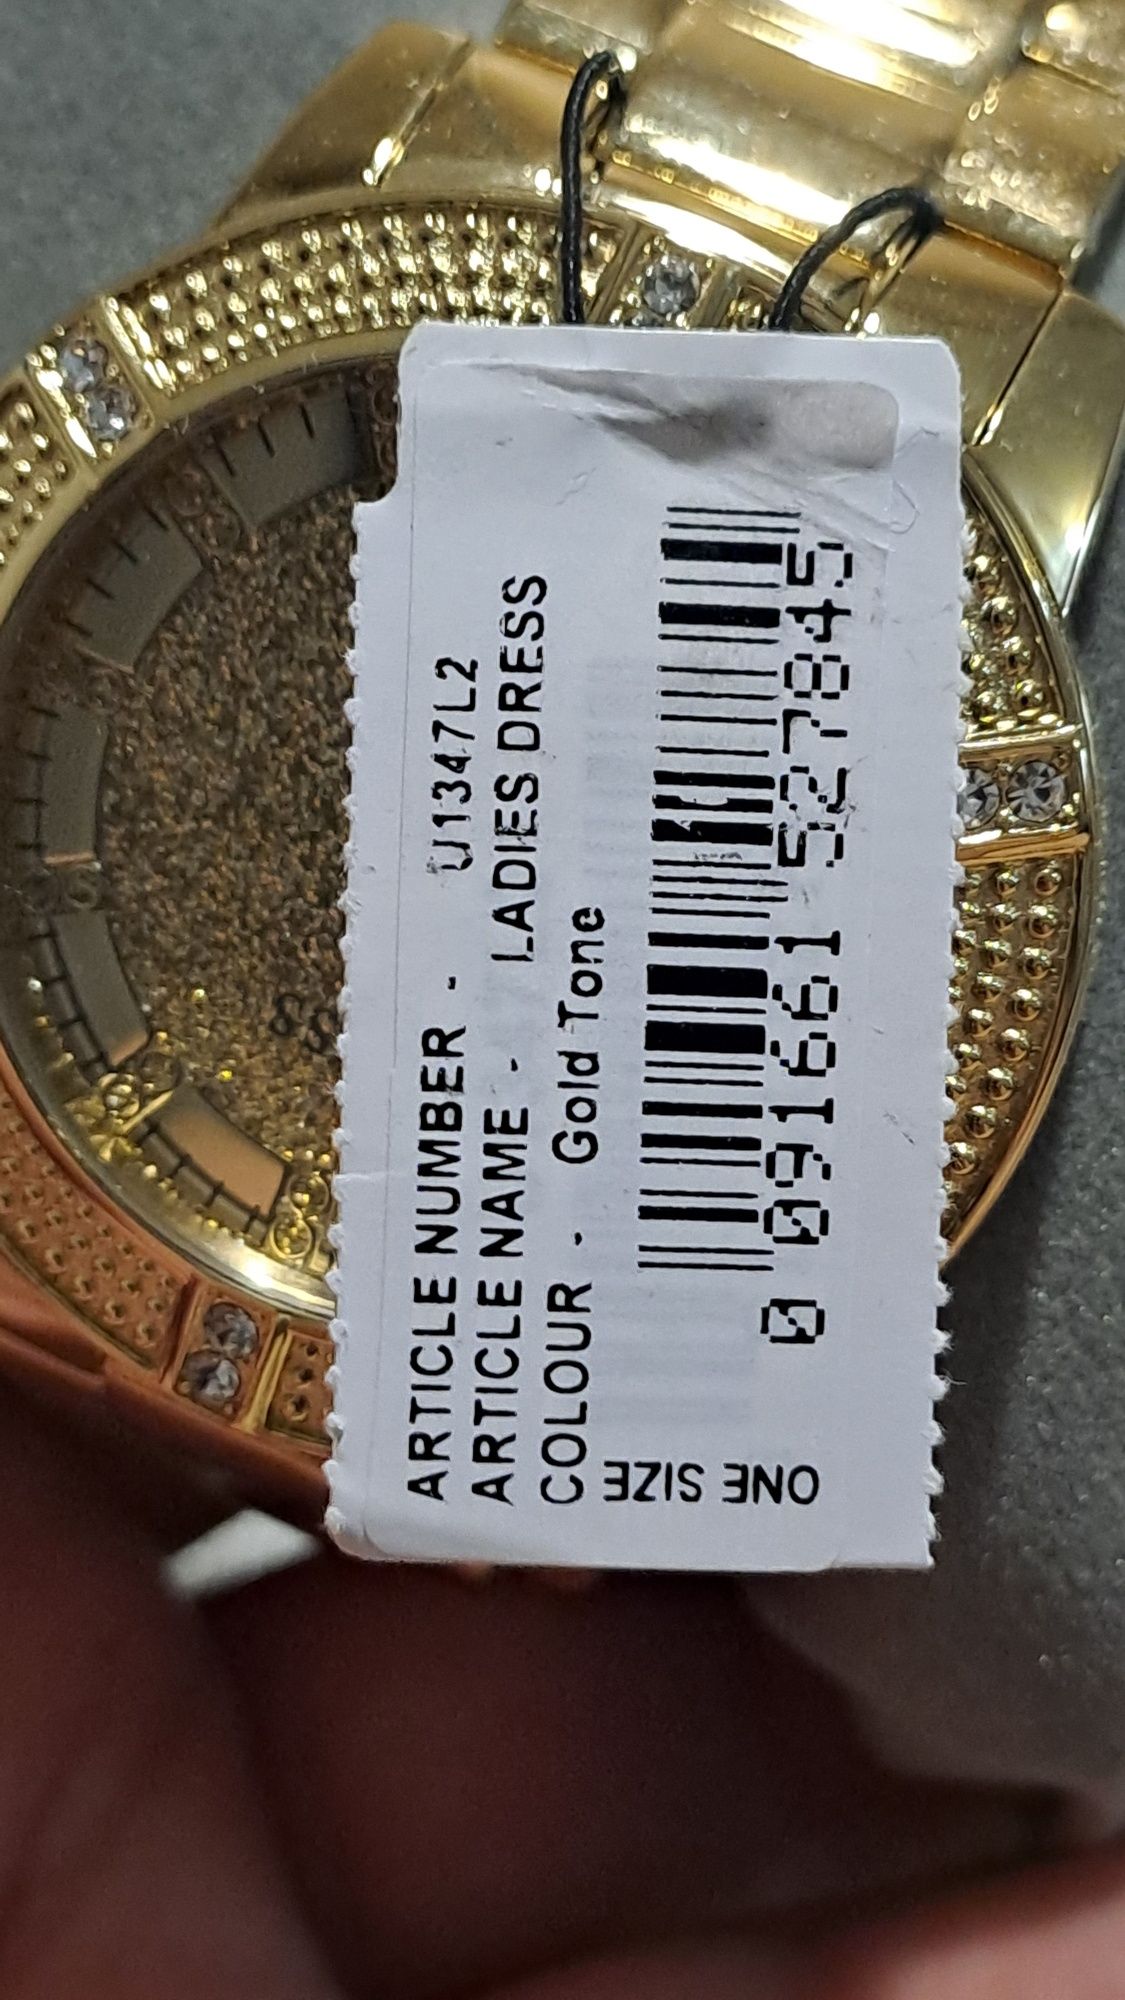 ARTICLE NUMBER - U1347L2
ARTICLE NAME - LADIES DRESS
COLOUR - Gold Tone
0 091661 527845
ONE SIZE